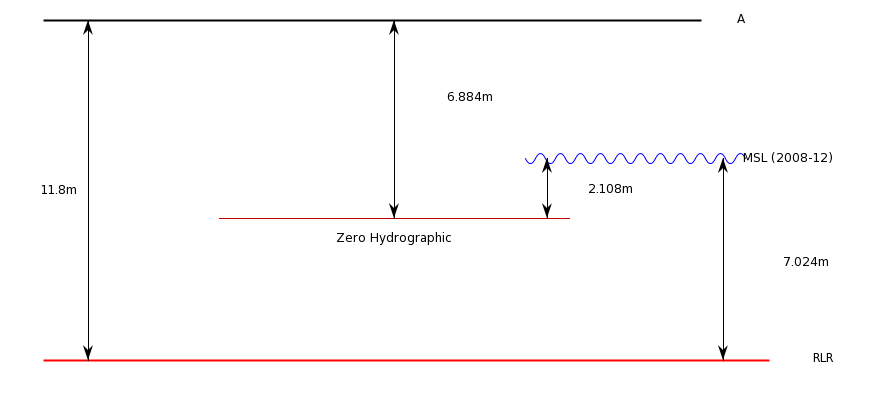 A
6.884m
MSL (2008-12)
11.8m
2.108m
Zero Hydrographic
7.024m
RLR